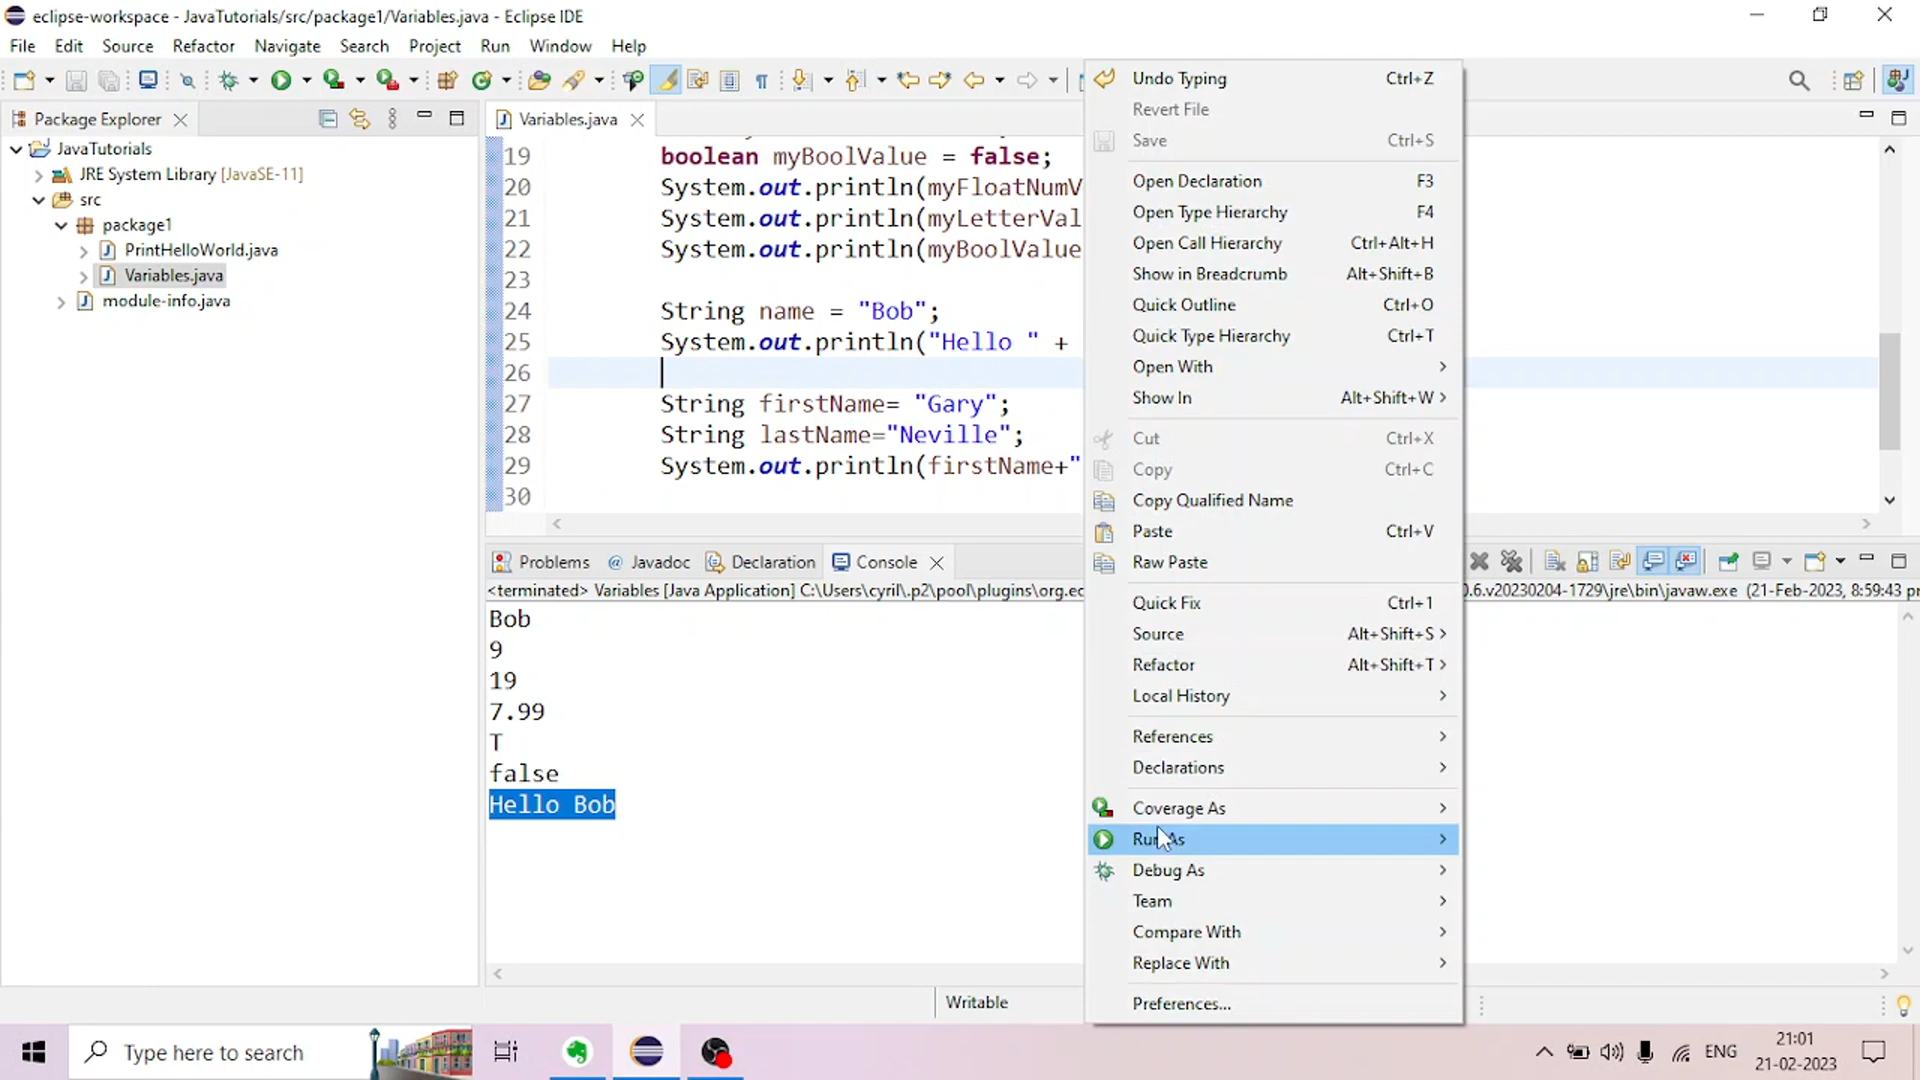 eclipse-workspace - JavaTutorials/src/package1/Variables.java - Eclipse IDE
File Edit Source Refactor Navigate Search Project Run Window Help
Package Explorer
JavaTutorials
JRE System Library [JavaSE-11]
src
package1
PrintHelloWorld.java
Variables.java
module-info.java
Variables.java
19 boolean myBoolValue = false;
20 System.out.println(myFloatNumV
21 System.out.println(myLetterVal
22 System.out.println(myBoolValue
23
24 String name = "Bob";
25 System.out.println("Hello " +
26
27 String firstName= "Gary";
28 String lastName="Neville";
29 System.out.println(firstName+"
30
Problems Javadoc Declaration Console
<terminated> Variables [Java Application] C:\Users\cyril\.p2\pool\plugins\org.ec
0.6.v20230204-1729\jre\bin\javaw.exe (21-Feb-2023, 8:59:43 pr
Bob
9
19
7.99
T
false
Hello Bob
Undo Typing Ctrl+Z
Revert File
Save Ctrl+S
Open Declaration F3
Open Type Hierarchy F4
Open Call Hierarchy Ctrl+Alt+H
Show in Breadcrumb Alt+Shift+B
Quick Outline Ctrl+O
Quick Type Hierarchy Ctrl+T
Open With
Show In Alt+Shift+W
Cut Ctrl+X
Copy Ctrl+C
Copy Qualified Name
Paste Ctrl+V
Raw Paste
Quick Fix Ctrl+1
Source Alt+Shift+S
Refactor Alt+Shift+T
Local History
References
Declarations
Coverage As
Run As
Debug As
Team
Compare With
Replace With
Preferences...
Writable
Type here to search
ENG
21:01
21-02-2023